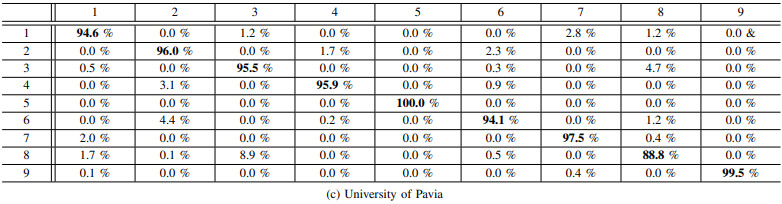 1 2 3 4 5 6 7 8 9
1 94.6 % 0.0 % 1.2 % 0.0 % 0.0 % 0.0 % 2.8 % 1.2 % 0.0 &
2 0.0 % 96.0 % 0.0 % 1.7 % 0.0 % 2.3 % 0.0 % 0.0 % 0.0 %
3 0.5 % 0.0 % 95.5 % 0.0 % 0.0 % 0.3 % 0.0 % 4.7 % 0.0 %
4 0.0 % 3.1 % 0.0 % 95.9 % 0.0 % 0.9 % 0.0 % 0.0 % 0.0 %
5 0.0 % 0.0 % 0.0 % 0.0 % 100.0 % 0.0 % 0.0 % 0.0 % 0.0 %
6 0.0 % 4.4 % 0.0 % 0.2 % 0.0 % 94.1 % 0.0 % 1.2 % 0.0 %
7 2.0 % 0.0 % 0.0 % 0.0 % 0.0 % 0.0 % 97.5 % 0.4 % 0.0 %
8 1.7 % 0.1 % 8.9 % 0.0 % 0.0 % 0.5 % 0.0 % 88.8 % 0.0 %
9 0.1 % 0.0 % 0.0 % 0.0 % 0.0 % 0.0 % 0.4 % 0.0 % 99.5 %
(c) University of Pavia